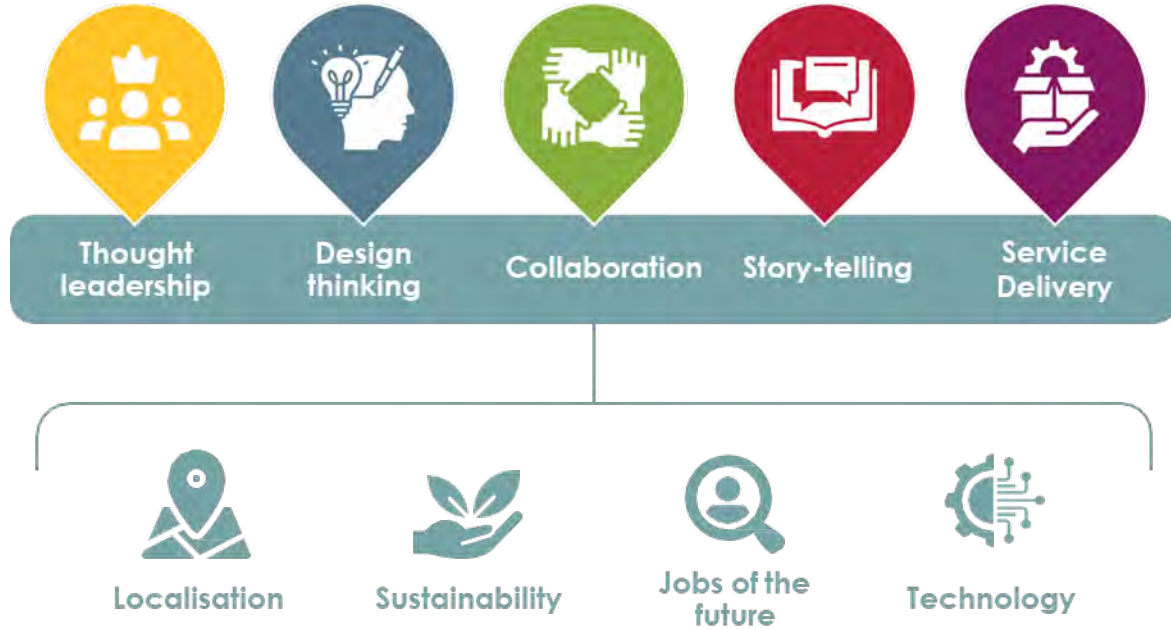 Thought
leadership
Design
thinking
Collaboration
Story-telling
Service
Delivery
Localisation
Sustainability
Jobs of the
future
Technology